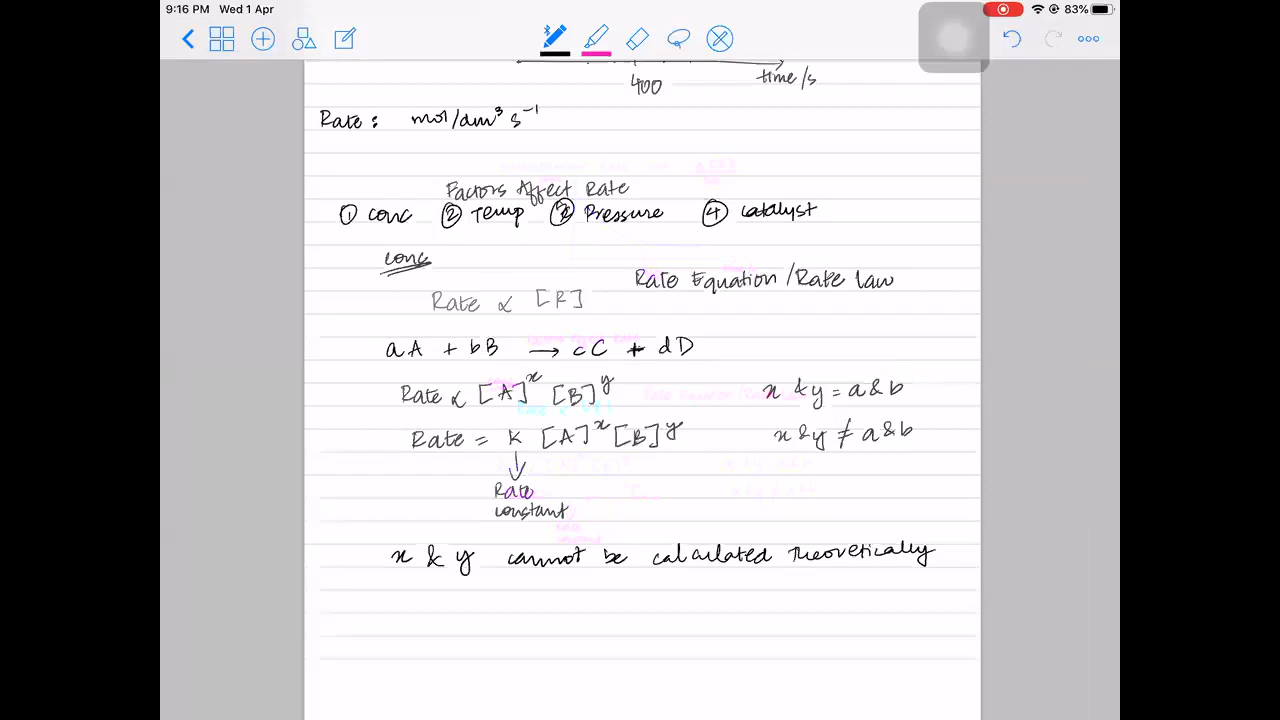 9:16 PM Wed 1 Apr
83%
400
time/s
Rate: mol/dm³ s⁻¹
Factors Affect Rate
① conc ② Temp ③ Pressure ④ catalyst
conc
Rate Equation/Rate law
Rate ∝ [R]
aA + bB → cC + dD
Rate ∝ [A]ˣ [B]ʸ x & y = a & b
Rate = K [A]ˣ [B]ʸ x & y ≠ a & b
Rate
constant
x & y cannot be calculated theoretically